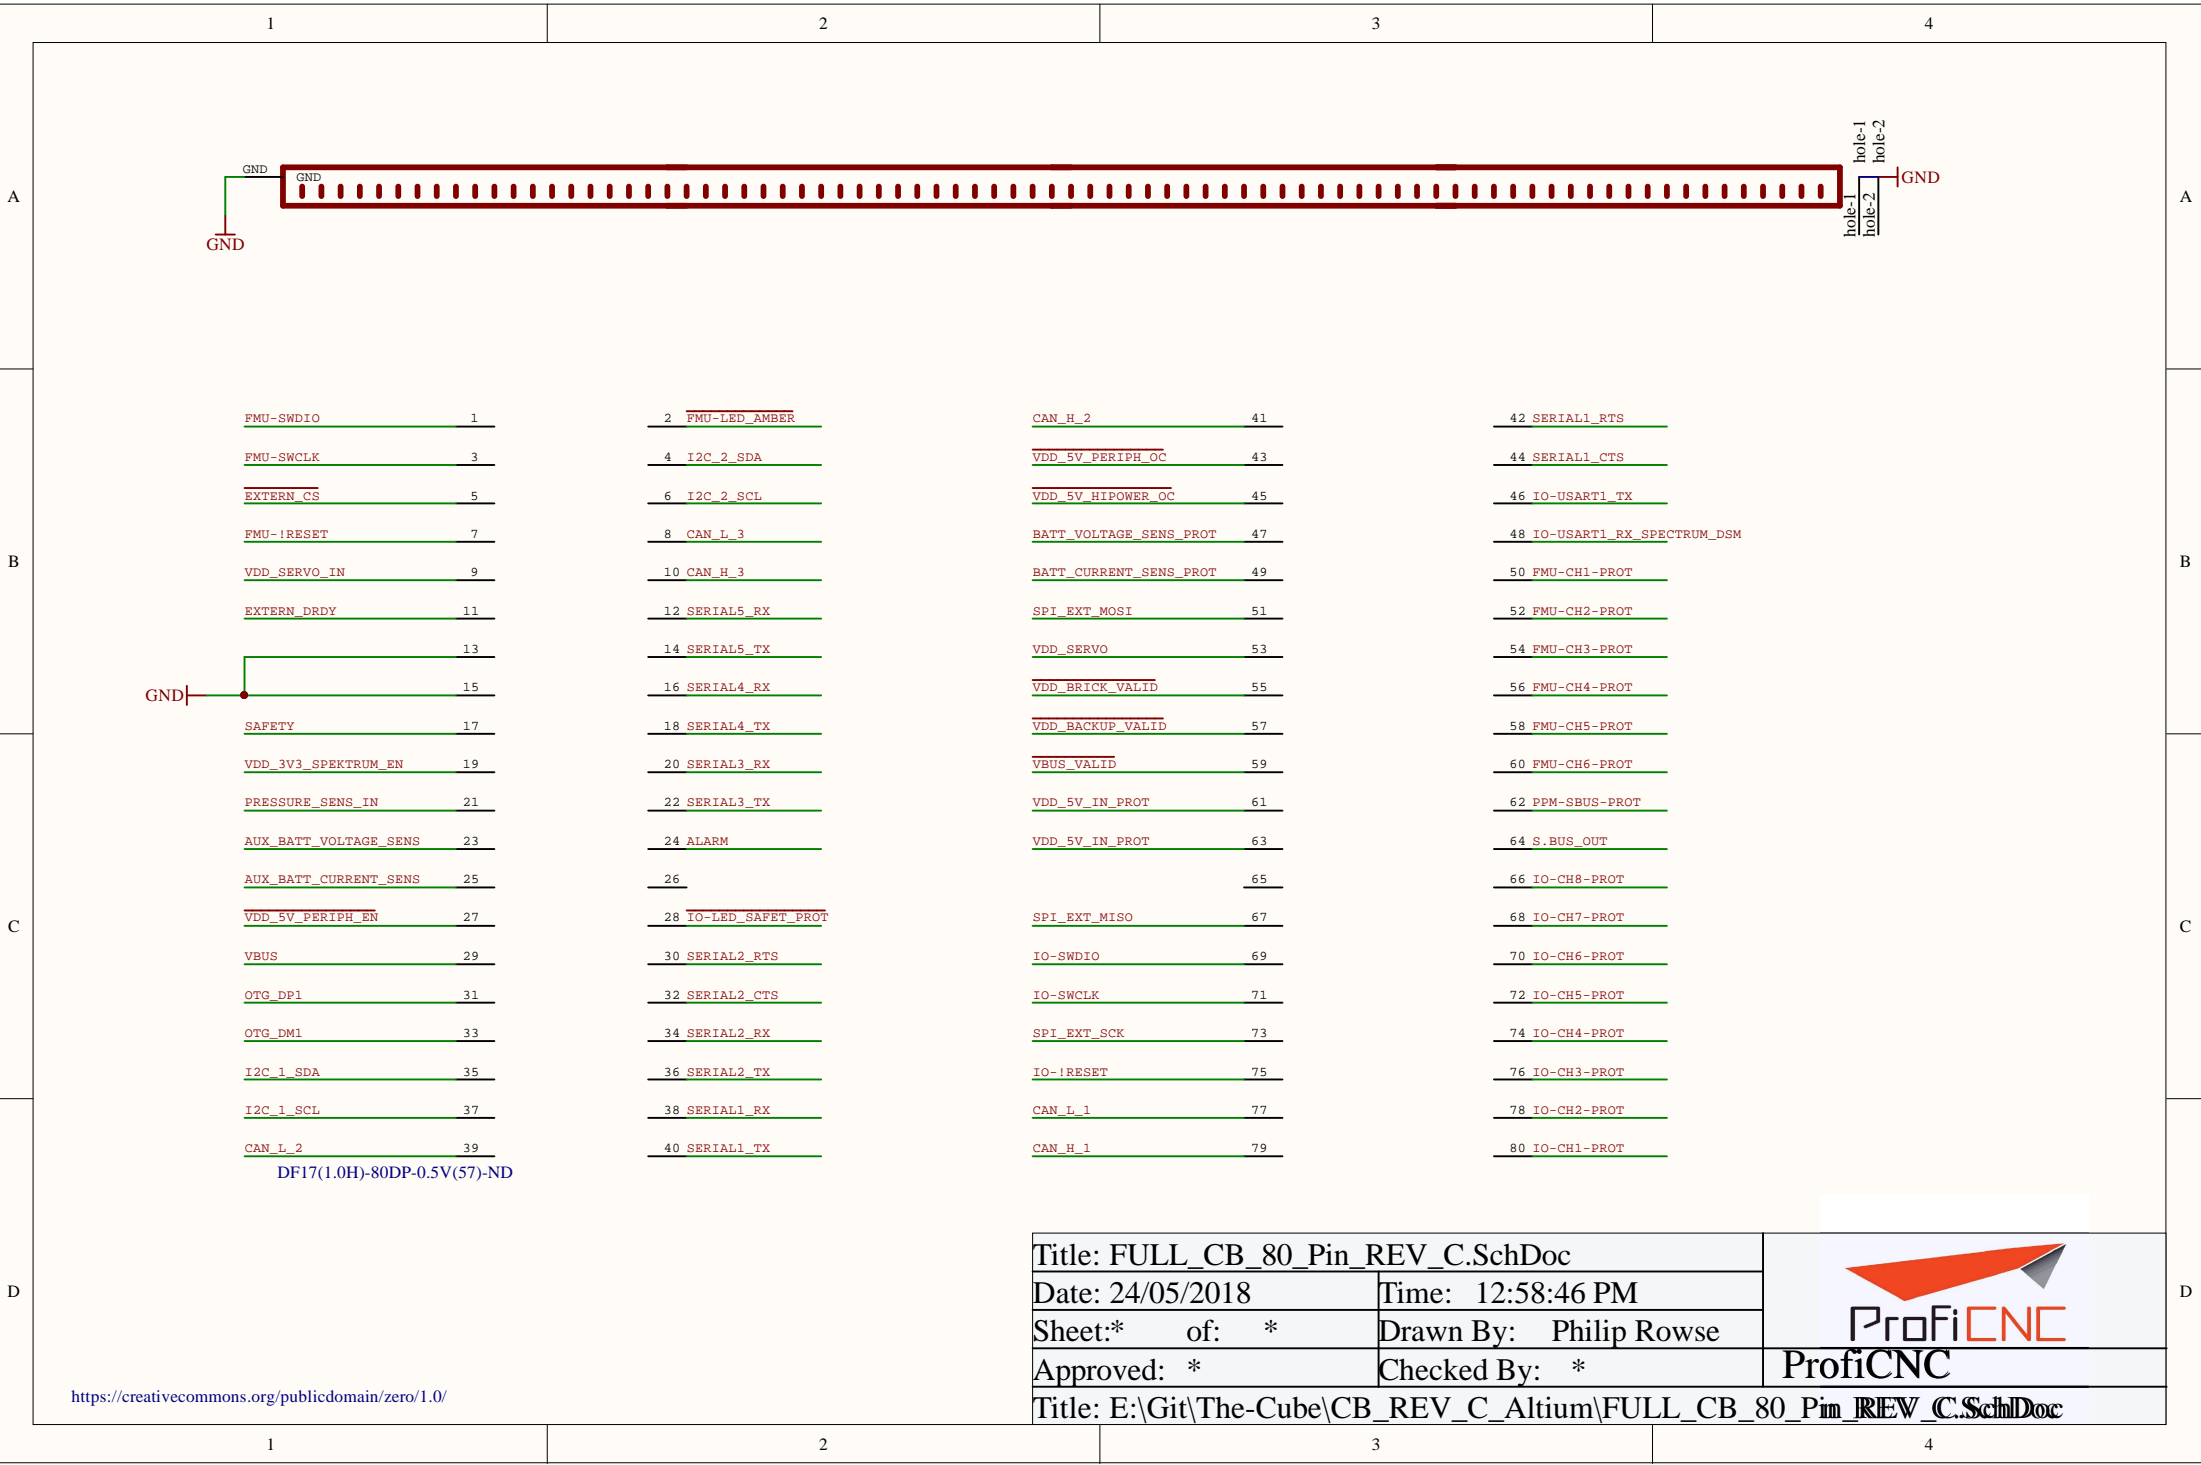 1 2 3 4
hole-1
hole-2
GND GND
GND
A A
hole-1
hole-2
GND
FMU-SWDIO 1 2 FMU-LED_AMBER CAN_H_2 41 42 SERIAL1_RTS
FMU-SWCLK 3 4 I2C_2_SDA VDD_5V_PERIPH_OC 43 44 SERIAL1_CTS
EXTERN_CS 5 6 I2C_2_SCL VDD_5V_HIPOWER_OC 45 46 IO-USART1_TX
FMU-!RESET 7 8 CAN_L_3 BATT_VOLTAGE_SENS_PROT 47 48 IO-USART1_RX_SPECTRUM_DSM
B B
VDD_SERVO_IN 9 10 CAN_H_3 BATT_CURRENT_SENS_PROT 49 50 FMU-CH1-PROT
EXTERN_DRDY 11 12 SERIAL5_RX SPI_EXT_MOSI 51 52 FMU-CH2-PROT
13 14 SERIAL5_TX VDD_SERVO 53 54 FMU-CH3-PROT
GND 15 16 SERIAL4_RX VDD_BRICK_VALID 55 56 FMU-CH4-PROT
SAFETY 17 18 SERIAL4_TX VDD_BACKUP_VALID 57 58 FMU-CH5-PROT
VDD_3V3_SPEKTRUM_EN 19 20 SERIAL3_RX VBUS_VALID 59 60 FMU-CH6-PROT
PRESSURE_SENS_IN 21 22 SERIAL3_TX VDD_5V_IN_PROT 61 62 PPM-SBUS-PROT
AUX_BATT_VOLTAGE_SENS 23 24 ALARM VDD_5V_IN_PROT 63 64 S.BUS_OUT
AUX_BATT_CURRENT_SENS 25 26 65 66 IO-CH8-PROT
VDD_5V_PERIPH_EN 27 28 IO-LED_SAFET_PROT SPI_EXT_MISO 67 68 IO-CH7-PROT
C C
VBUS 29 30 SERIAL2_RTS IO-SWDIO 69 70 IO-CH6-PROT
OTG_DP1 31 32 SERIAL2_CTS IO-SWCLK 71 72 IO-CH5-PROT
OTG_DM1 33 34 SERIAL2_RX SPI_EXT_SCK 73 74 IO-CH4-PROT
I2C_1_SDA 35 36 SERIAL2_TX IO-!RESET 75 76 IO-CH3-PROT
I2C_1_SCL 37 38 SERIAL1_RX CAN_L_1 77 78 IO-CH2-PROT
CAN_L_2 39 40 SERIAL1_TX CAN_H_1 79 80 IO-CH1-PROT
DF17(1.0H)-80DP-0.5V(57)-ND
Title: FULL_CB_80_Pin_REV_C.SchDoc
D D
Date: 24/05/2018 Time: 12:58:46 PM
Sheet:* of: * Drawn By: Philip Rowse
ProfiCNC
Approved: * Checked By: * ProfiCNC
https://creativecommons.org/publicdomain/zero/1.0/
Title: E:\Git\The-Cube\CB_REV_C_Altium\FULL_CB_80_Pin_REV_C.SchDoc
1 2 3 4